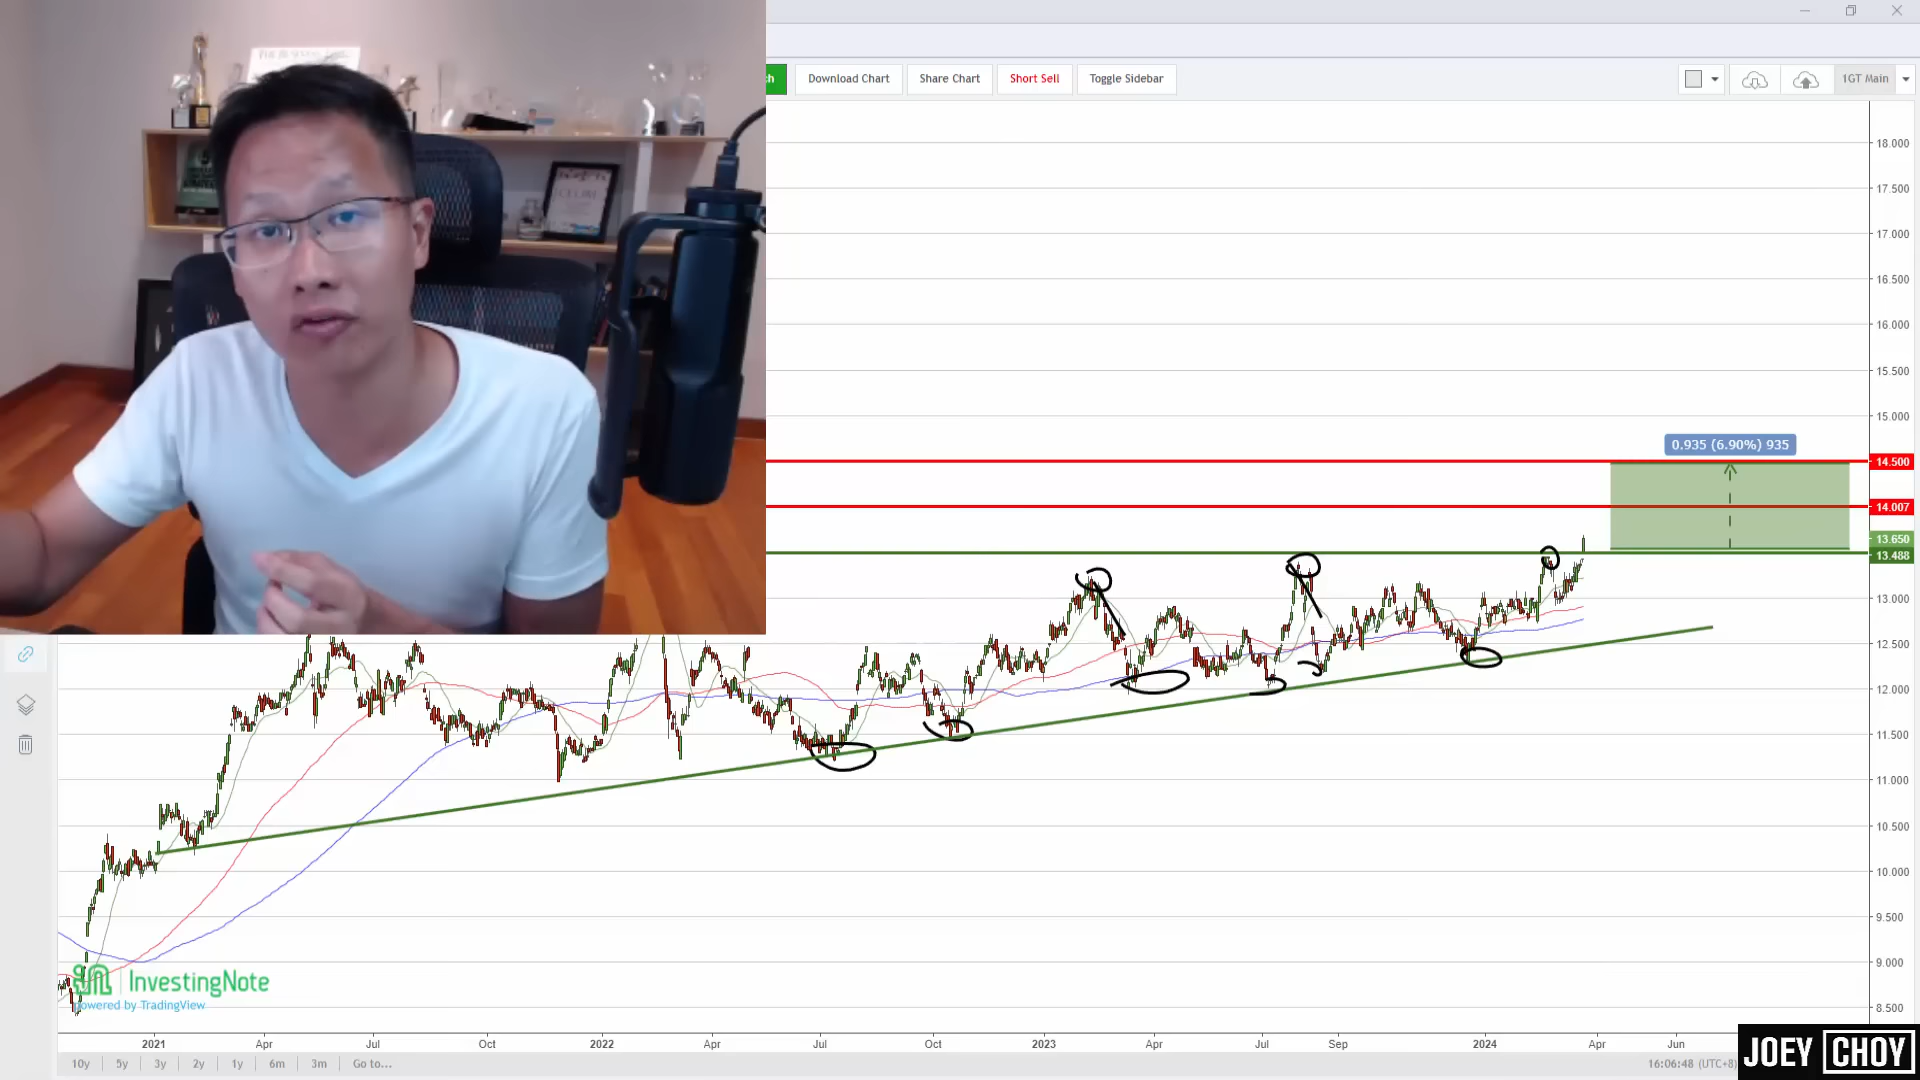 Download Chart
Share Chart
Short Sell
Toggle Sidebar
1GT Main
18.000
17.500
17.000
16.500
16.000
15.500
15.000
0.935 (6.90%) 935
14.500
14.007
13.650
13.488
13.000
12.500
12.000
11.500
11.000
10.500
10.000
9.500
9.000
8.500
InvestingNote
powered by TradingView
2021
Apr
Jul
Oct
2022
Apr
Jul
Oct
2023
Apr
Jul
Sep
2024
Apr
Jun
10y
5y
3y
2y
1y
6m
3m
Go to...
16:06:48 (UTC+8)
JOEY CHOY